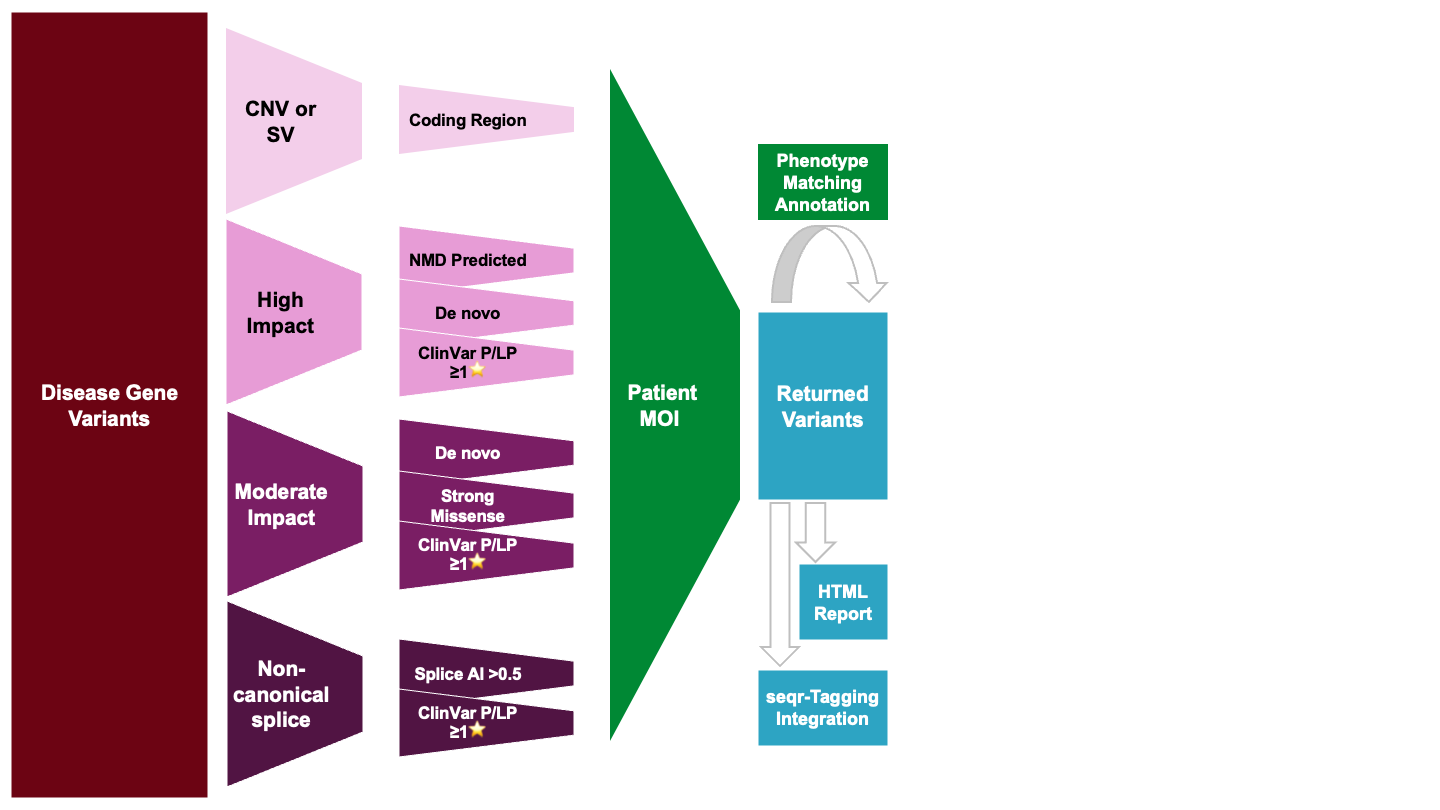 Disease Gene
Variants
CNV or
SV
High
Impact
Moderate
Impact
Non-
canonical
splice
Coding Region
NMD Predicted
De novo
ClinVar P/LP
≥1⭐
De novo
Strong
Missense
ClinVar P/LP
≥1⭐
Splice AI >0.5
ClinVar P/LP
≥1⭐
Patient
MOI
Phenotype
Matching
Annotation
Returned
Variants
HTML
Report
seqr-Tagging
Integration